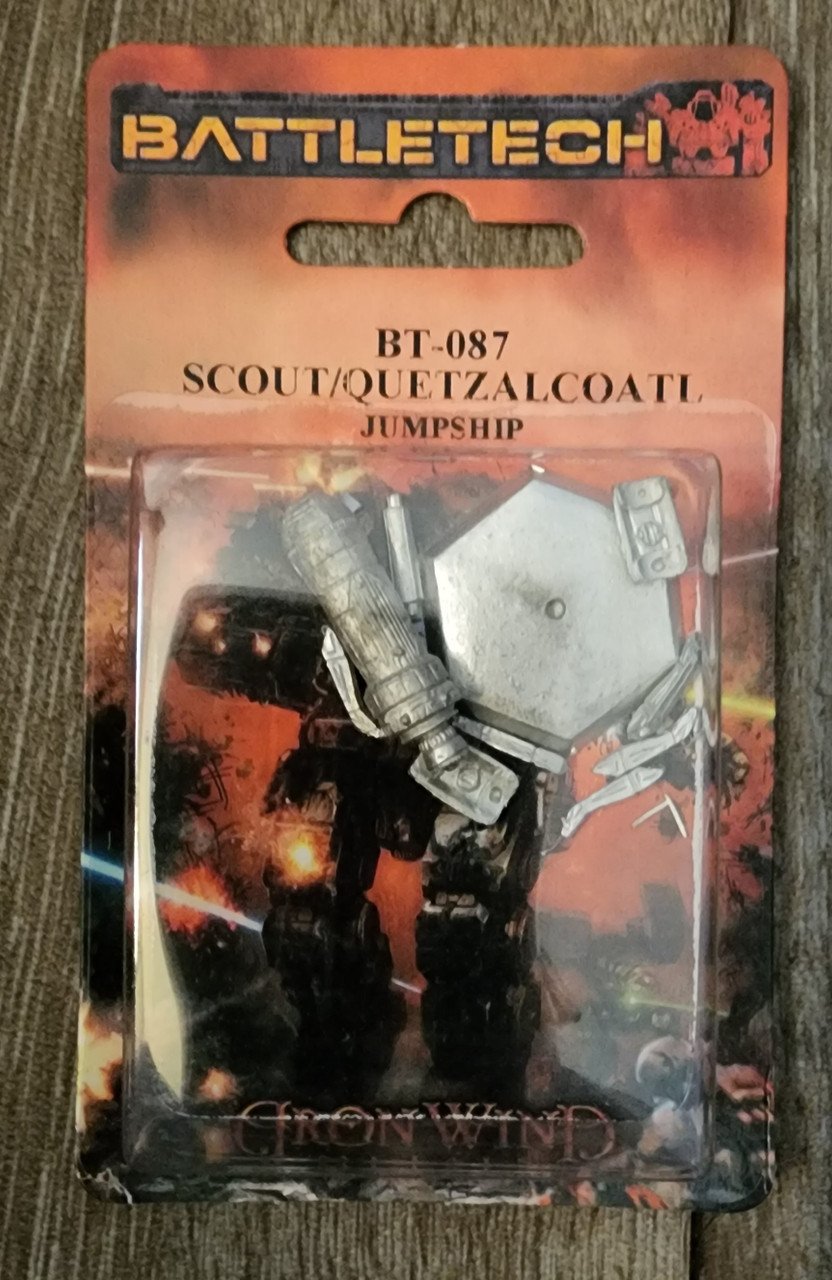 BATTLETECH
BT-087
SCOUT/QUETZALCOATL
JUMPSHIP
IRON WIND